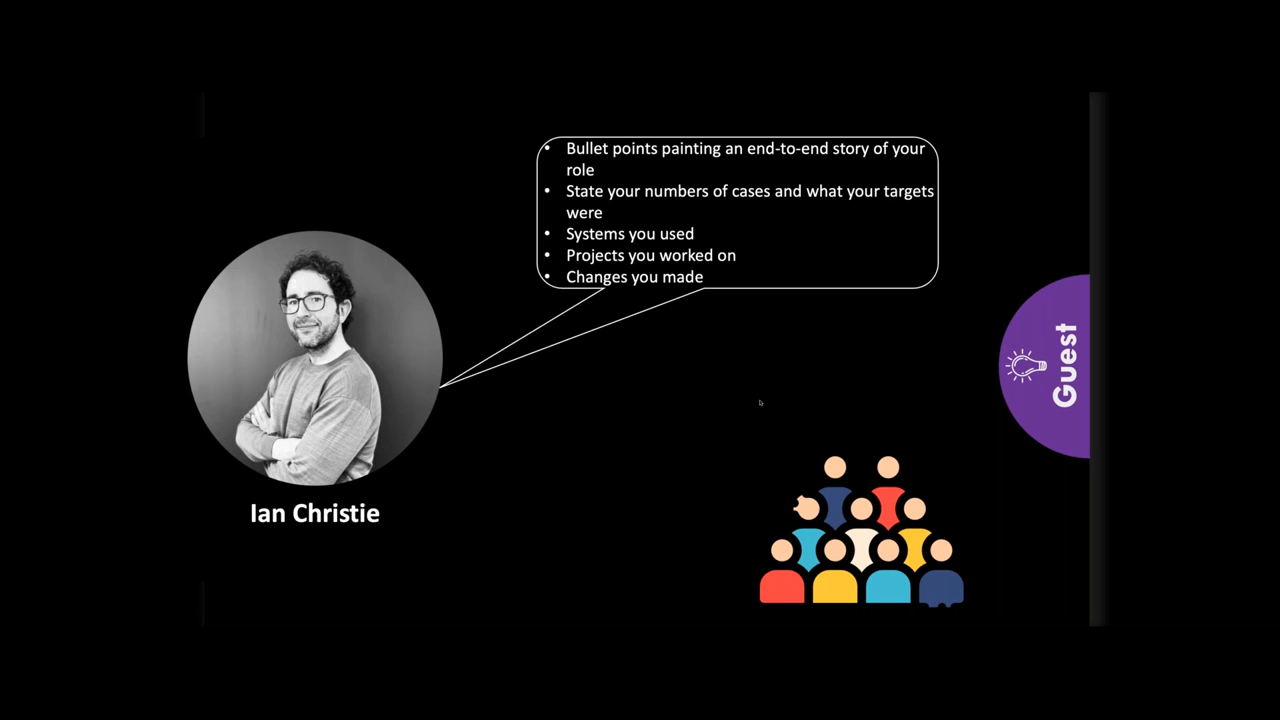 • Bullet points painting an end-to-end story of your
role
• State your numbers of cases and what your targets
were
• Systems you used
• Projects you worked on
• Changes you made
Guest
Ian Christie